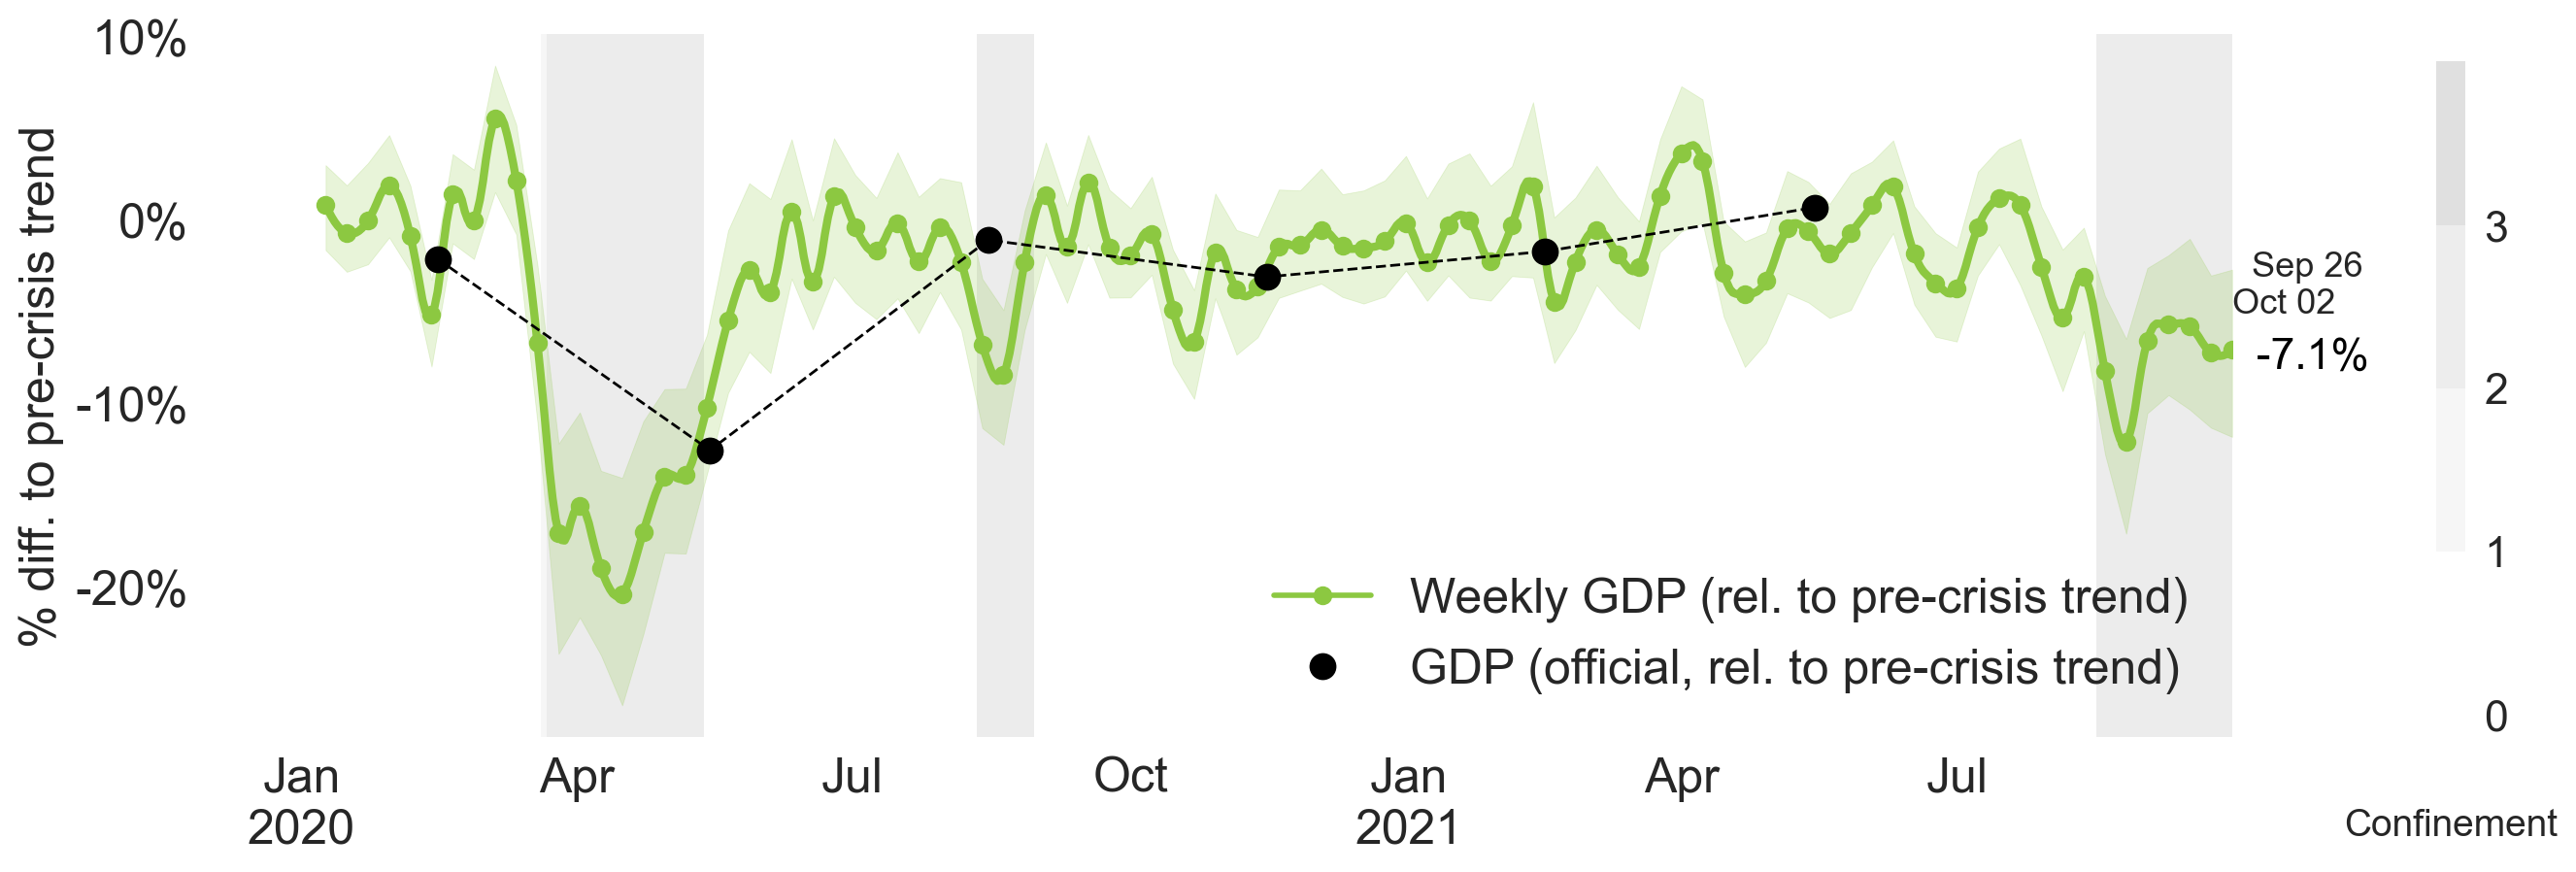 % diff. to pre-crisis trend
10%
0%
-10%
-20%
Jan
2020
Apr
Jul
Oct
Jan
2021
Apr
Jul
Weekly GDP (rel. to pre-crisis trend)
GDP (official, rel. to pre-crisis trend)
Sep 26
Oct 02
-7.1%
3
2
1
0
Confinement